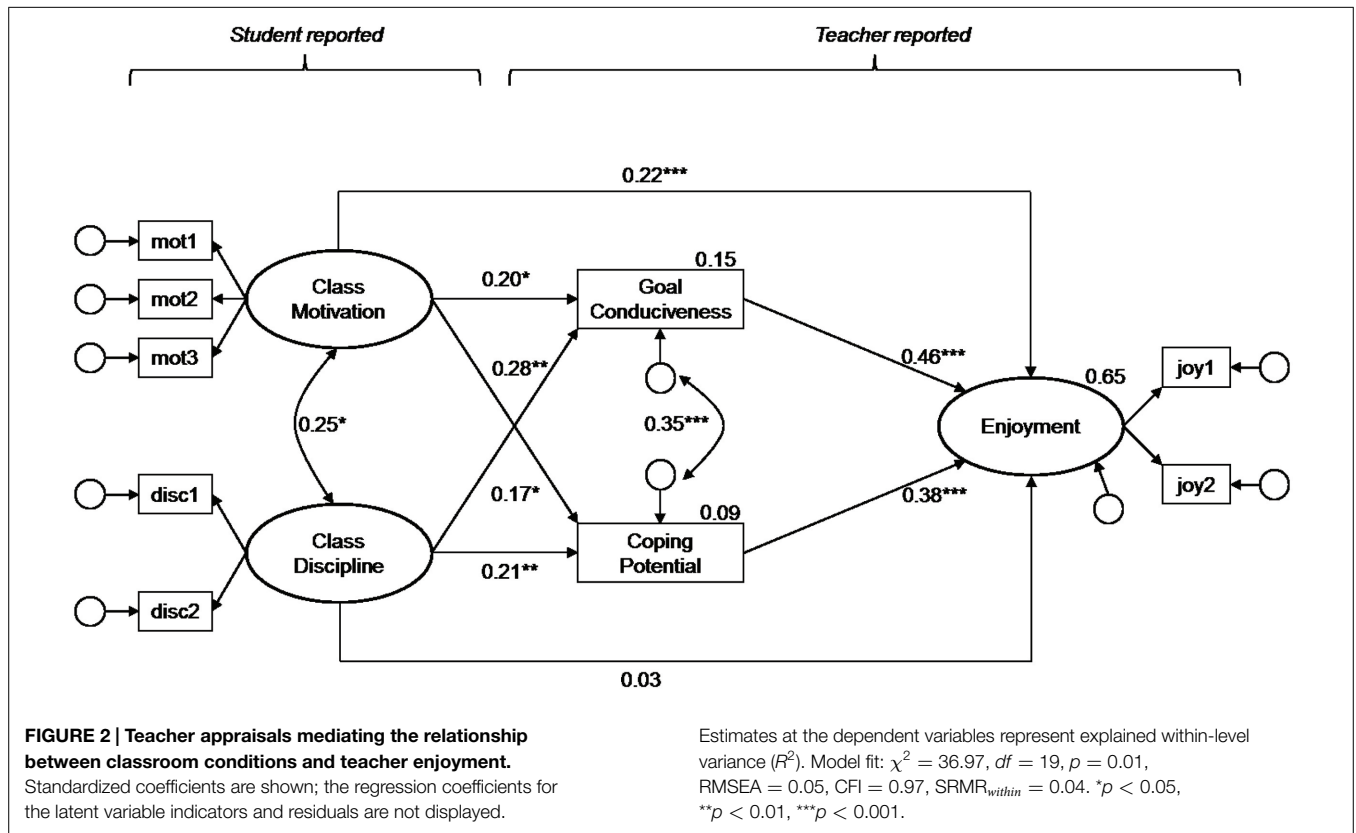 Student reported
Teacher reported
0.22***
mot1
mot2
mot3
Class
Motivation
0.20*
0.15
Goal
Conduciveness
0.28**
0.46***
0.25*
0.35***
0.65
Enjoyment
joy1
joy2
disc1
disc2
Class
Discipline
0.17*
0.21**
0.09
Coping
Potential
0.38***
0.03
FIGURE 2 | Teacher appraisals mediating the relationship
between classroom conditions and teacher enjoyment.
Standardized coefficients are shown; the regression coefficients for
the latent variable indicators and residuals are not displayed.
Estimates at the dependent variables represent explained within-level
variance (R²). Model fit: χ² = 36.97, df = 19, p = 0.01,
RMSEA = 0.05, CFI = 0.97, SRMRwithin = 0.04. *p < 0.05,
**p < 0.01, ***p < 0.001.